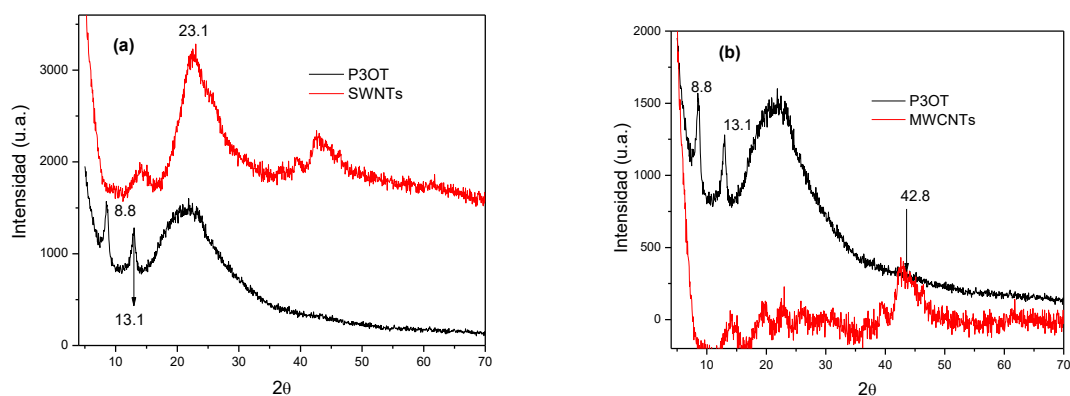 (a)
23.1
P3OT
SWNTs
8.8
13.1
Intensidad (u.a.)
3000
2000
1000
0
10 20 30 40 50 60 70
2θ
(b)
8.8
13.1
P3OT
MWCNTs
42.8
Intensidad (u.a.)
2000
1500
1000
500
0
10 20 30 40 50 60 70
2θ